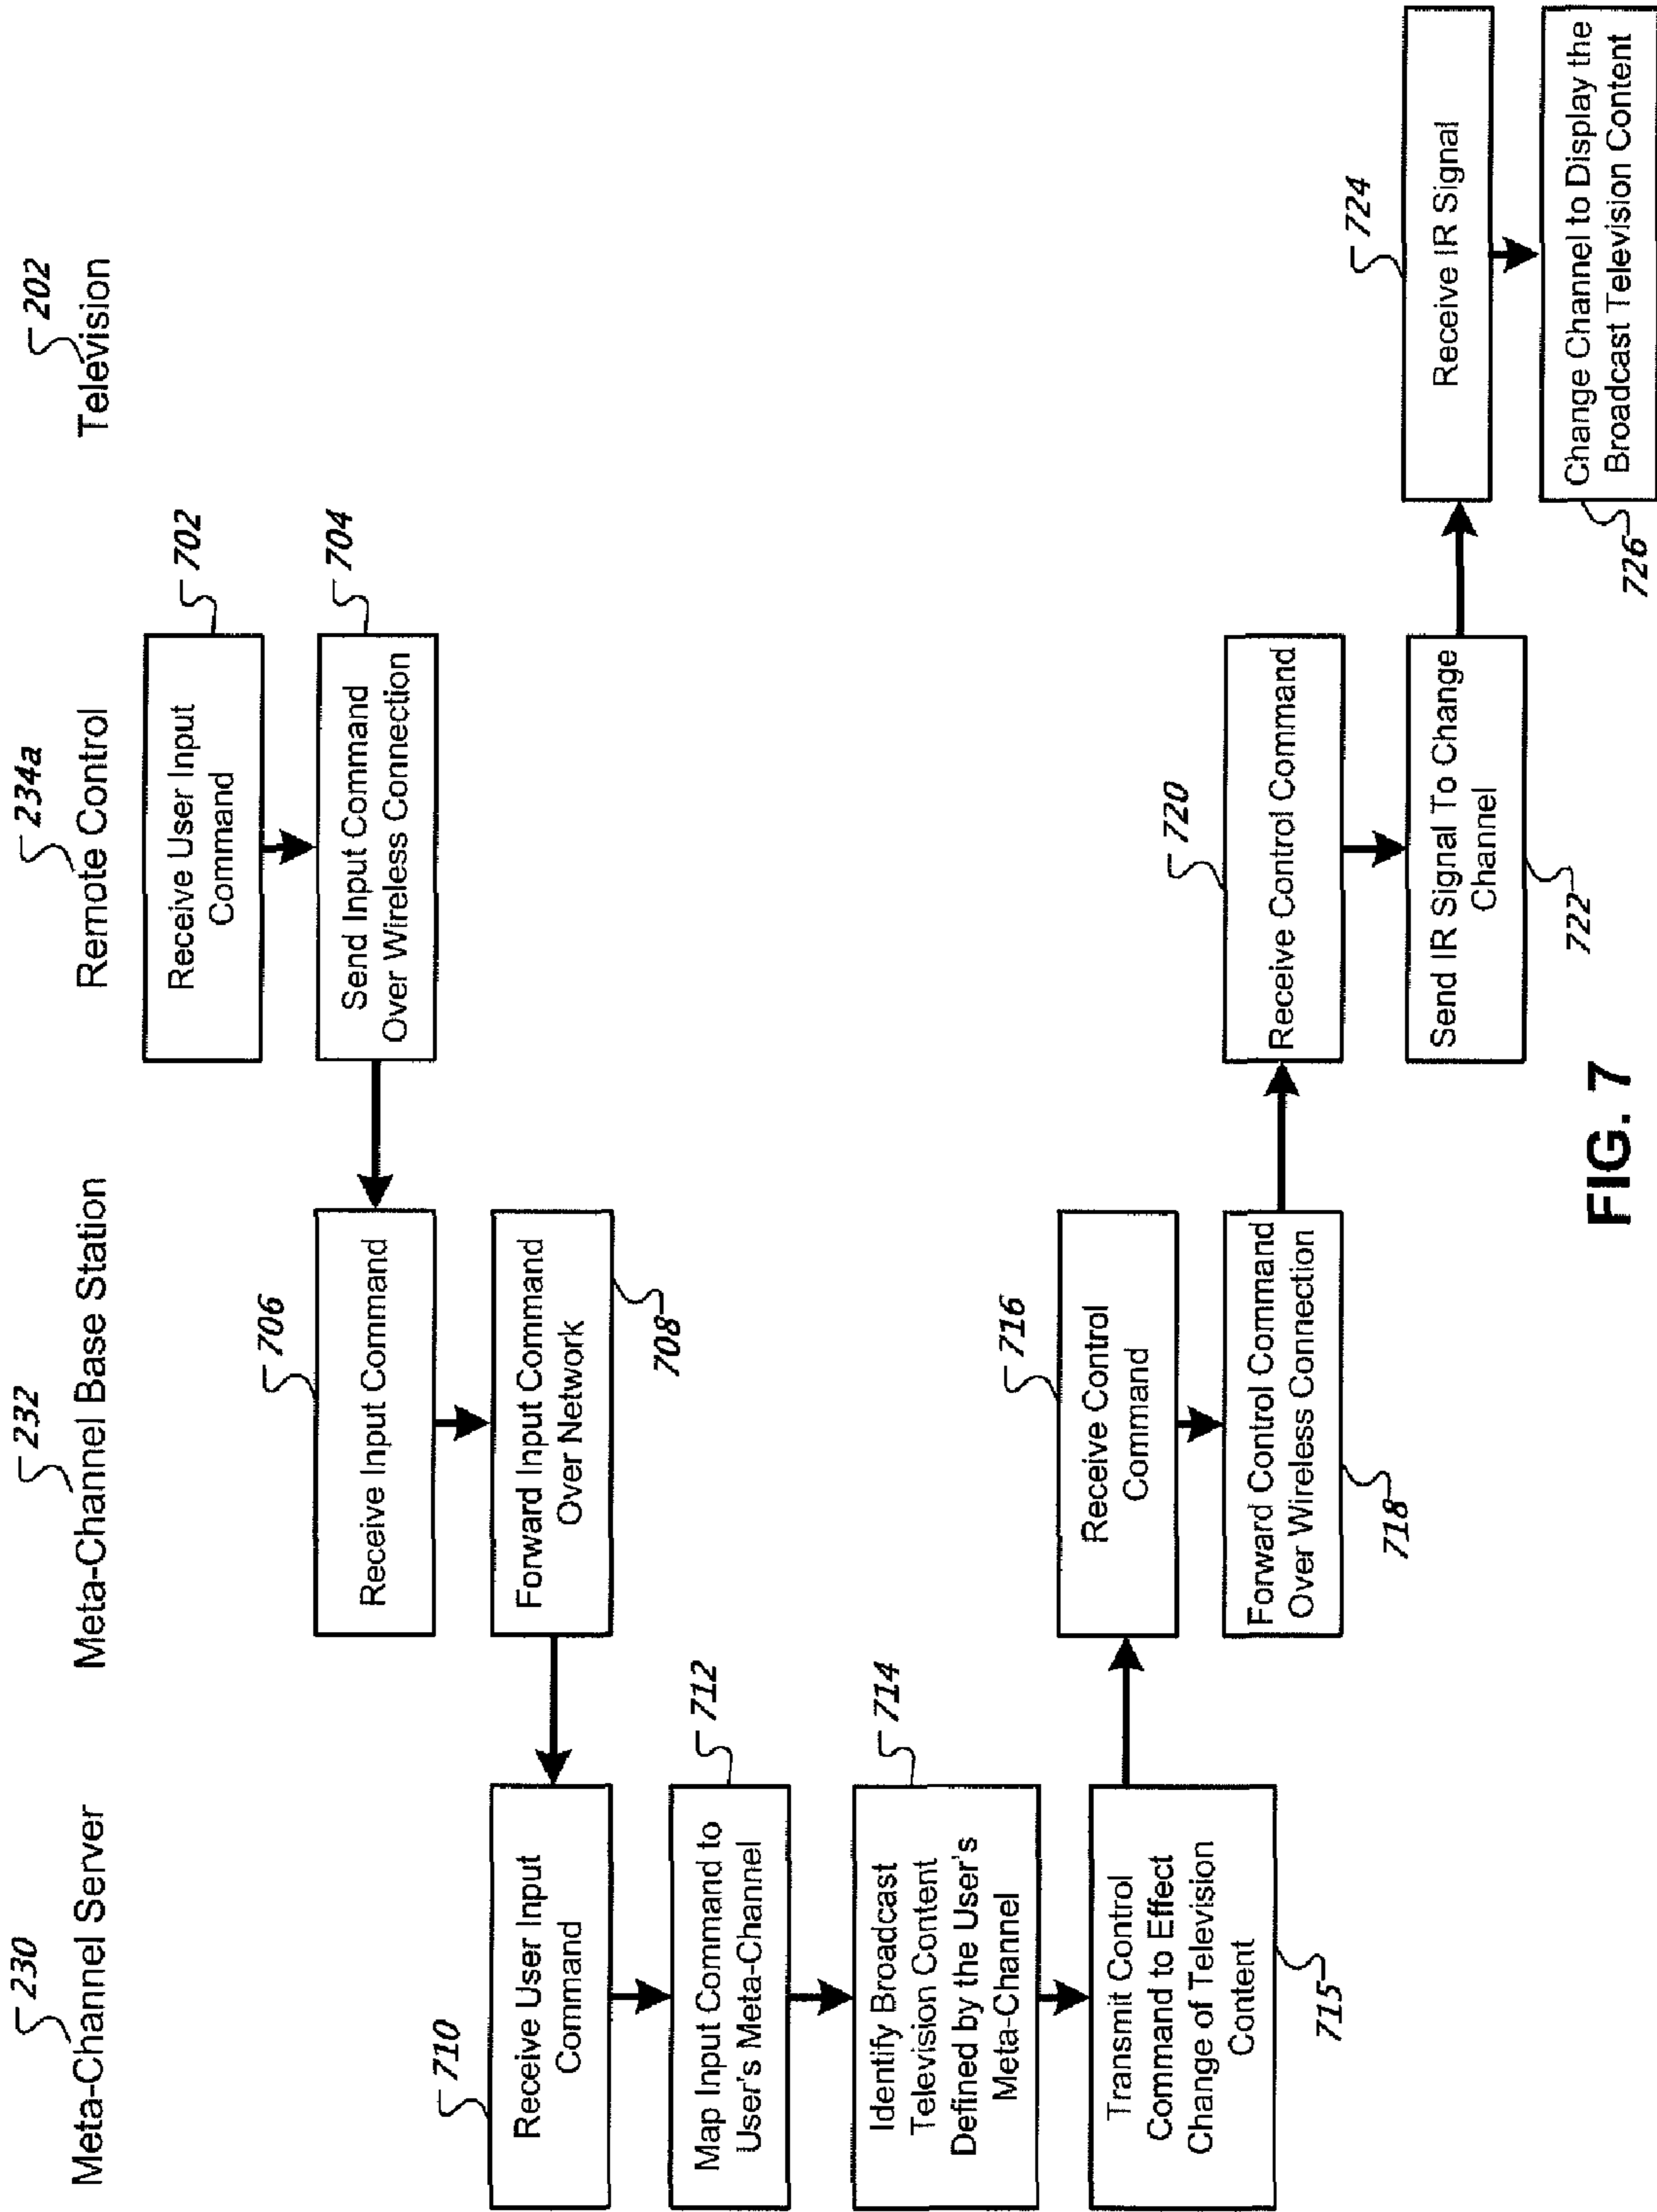 230
Meta-Channel Server
232
Meta-Channel Base Station
234a
Remote Control
202
Television
702
Receive User Input
Command
704
Send Input Command
Over Wireless Connection
706
Receive Input Command
Forward Input Command
Over Network
708
710
Receive User Input
Command
712
Map Input Command to
User's Meta-Channel
714
Identify Broadcast
Television Content
Defined by the User's
Meta-Channel
Transmit Control
Command to Effect
Change of Television
Content
715
716
Receive Control
Command
Forward Control Command
Over Wireless Connection
718
720
Receive Control Command
Send IR Signal To Change
Channel
722
724
Receive IR Signal
Change Channel to Display the
Broadcast Television Content
726
FIG. 7